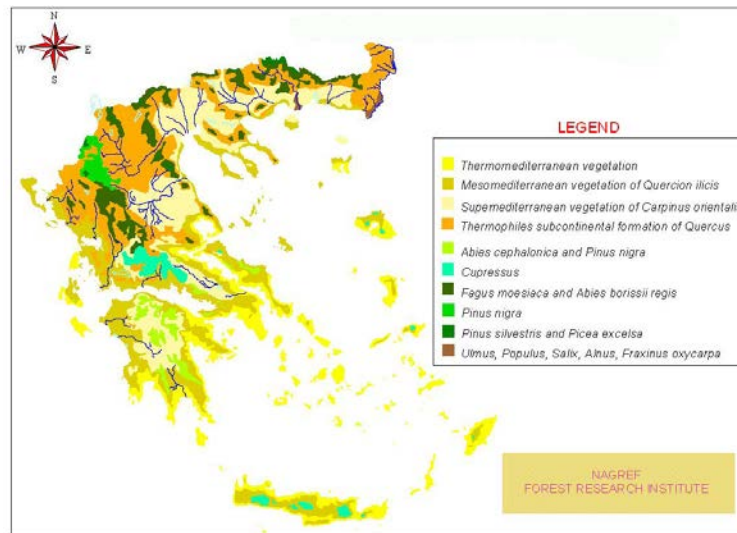 N
W E
S
LEGEND
Thermomediterranean vegetation
Mesomediterranean vegetation of Quercion ilicis
Supemediterranean vegetation of Carpinus orientali
Thermophiles subcontinental formation of Quercus
Abies cephalonica and Pinus nigra
Cupressus
Fagus moesiaca and Abies borissii regis
Pinus nigra
Pinus silvestris and Picea excelsa
Ulmus, Populus, Salix, Alnus, Fraxinus oxycarpa
NAGREF
FOREST RESEARCH INSTITUTE